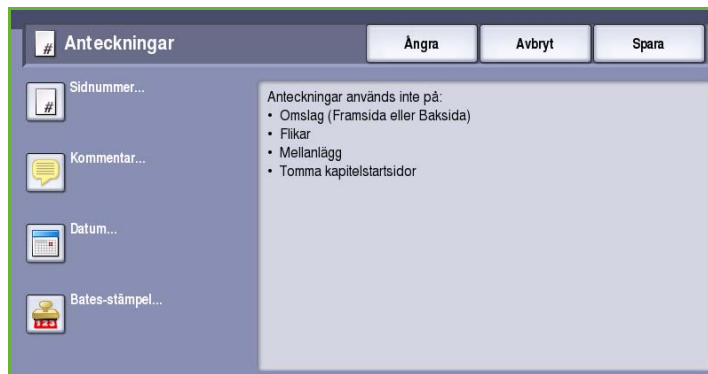 Anteckningar
Ångra
Avbryt
Spara
Sidnummer...
Kommentar...
Datum...
Bates-stämpel...
Anteckningar används inte på:
• Omslag (Framsida eller Baksida)
• Flikar
• Mellanlägg
• Tomma kapitelstartsidor